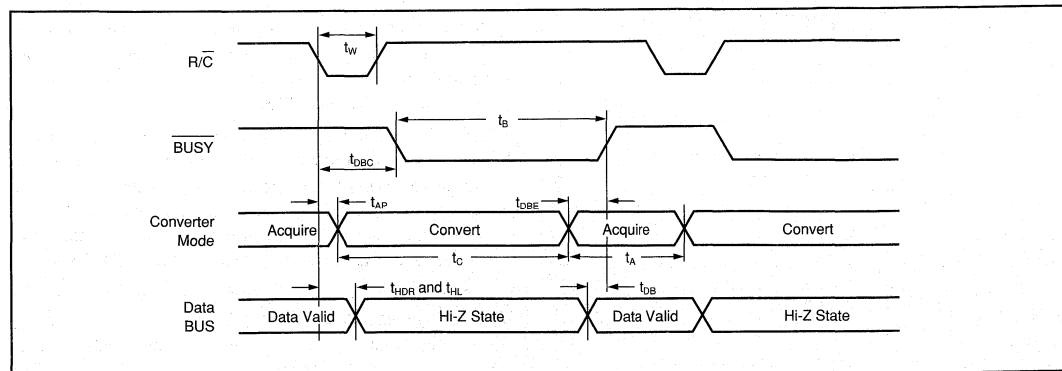 R/C̅
t_W
B̅U̅S̅Y̅
t_B
t_DBC
Converter
Mode
Acquire
t_AP
Convert
t_DBE
Acquire
Convert
t_C
t_A
Data
BUS
Data Valid
t_HDR and t_HL
Hi-Z State
t_DB
Data Valid
Hi-Z State